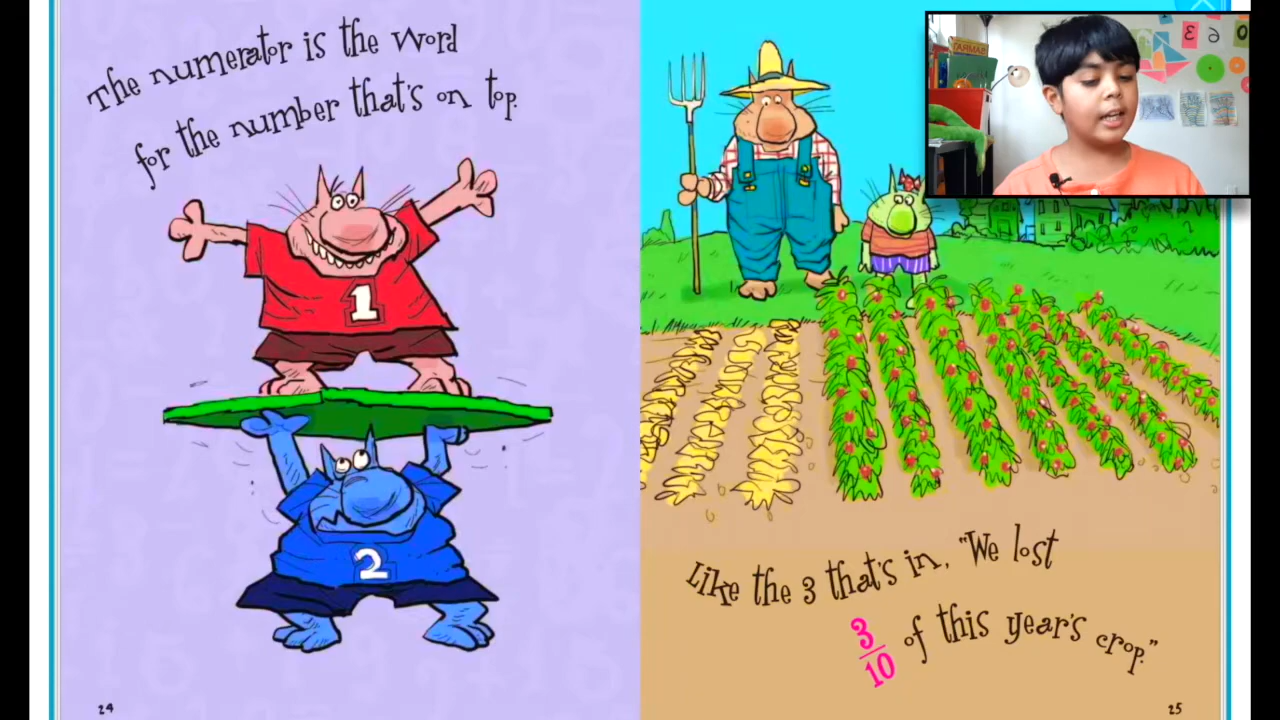 The numerator is the word
for the number that's on top.
1
2
24
Like the 3 that's in, "We lost
3/10 of this year's crop."
25